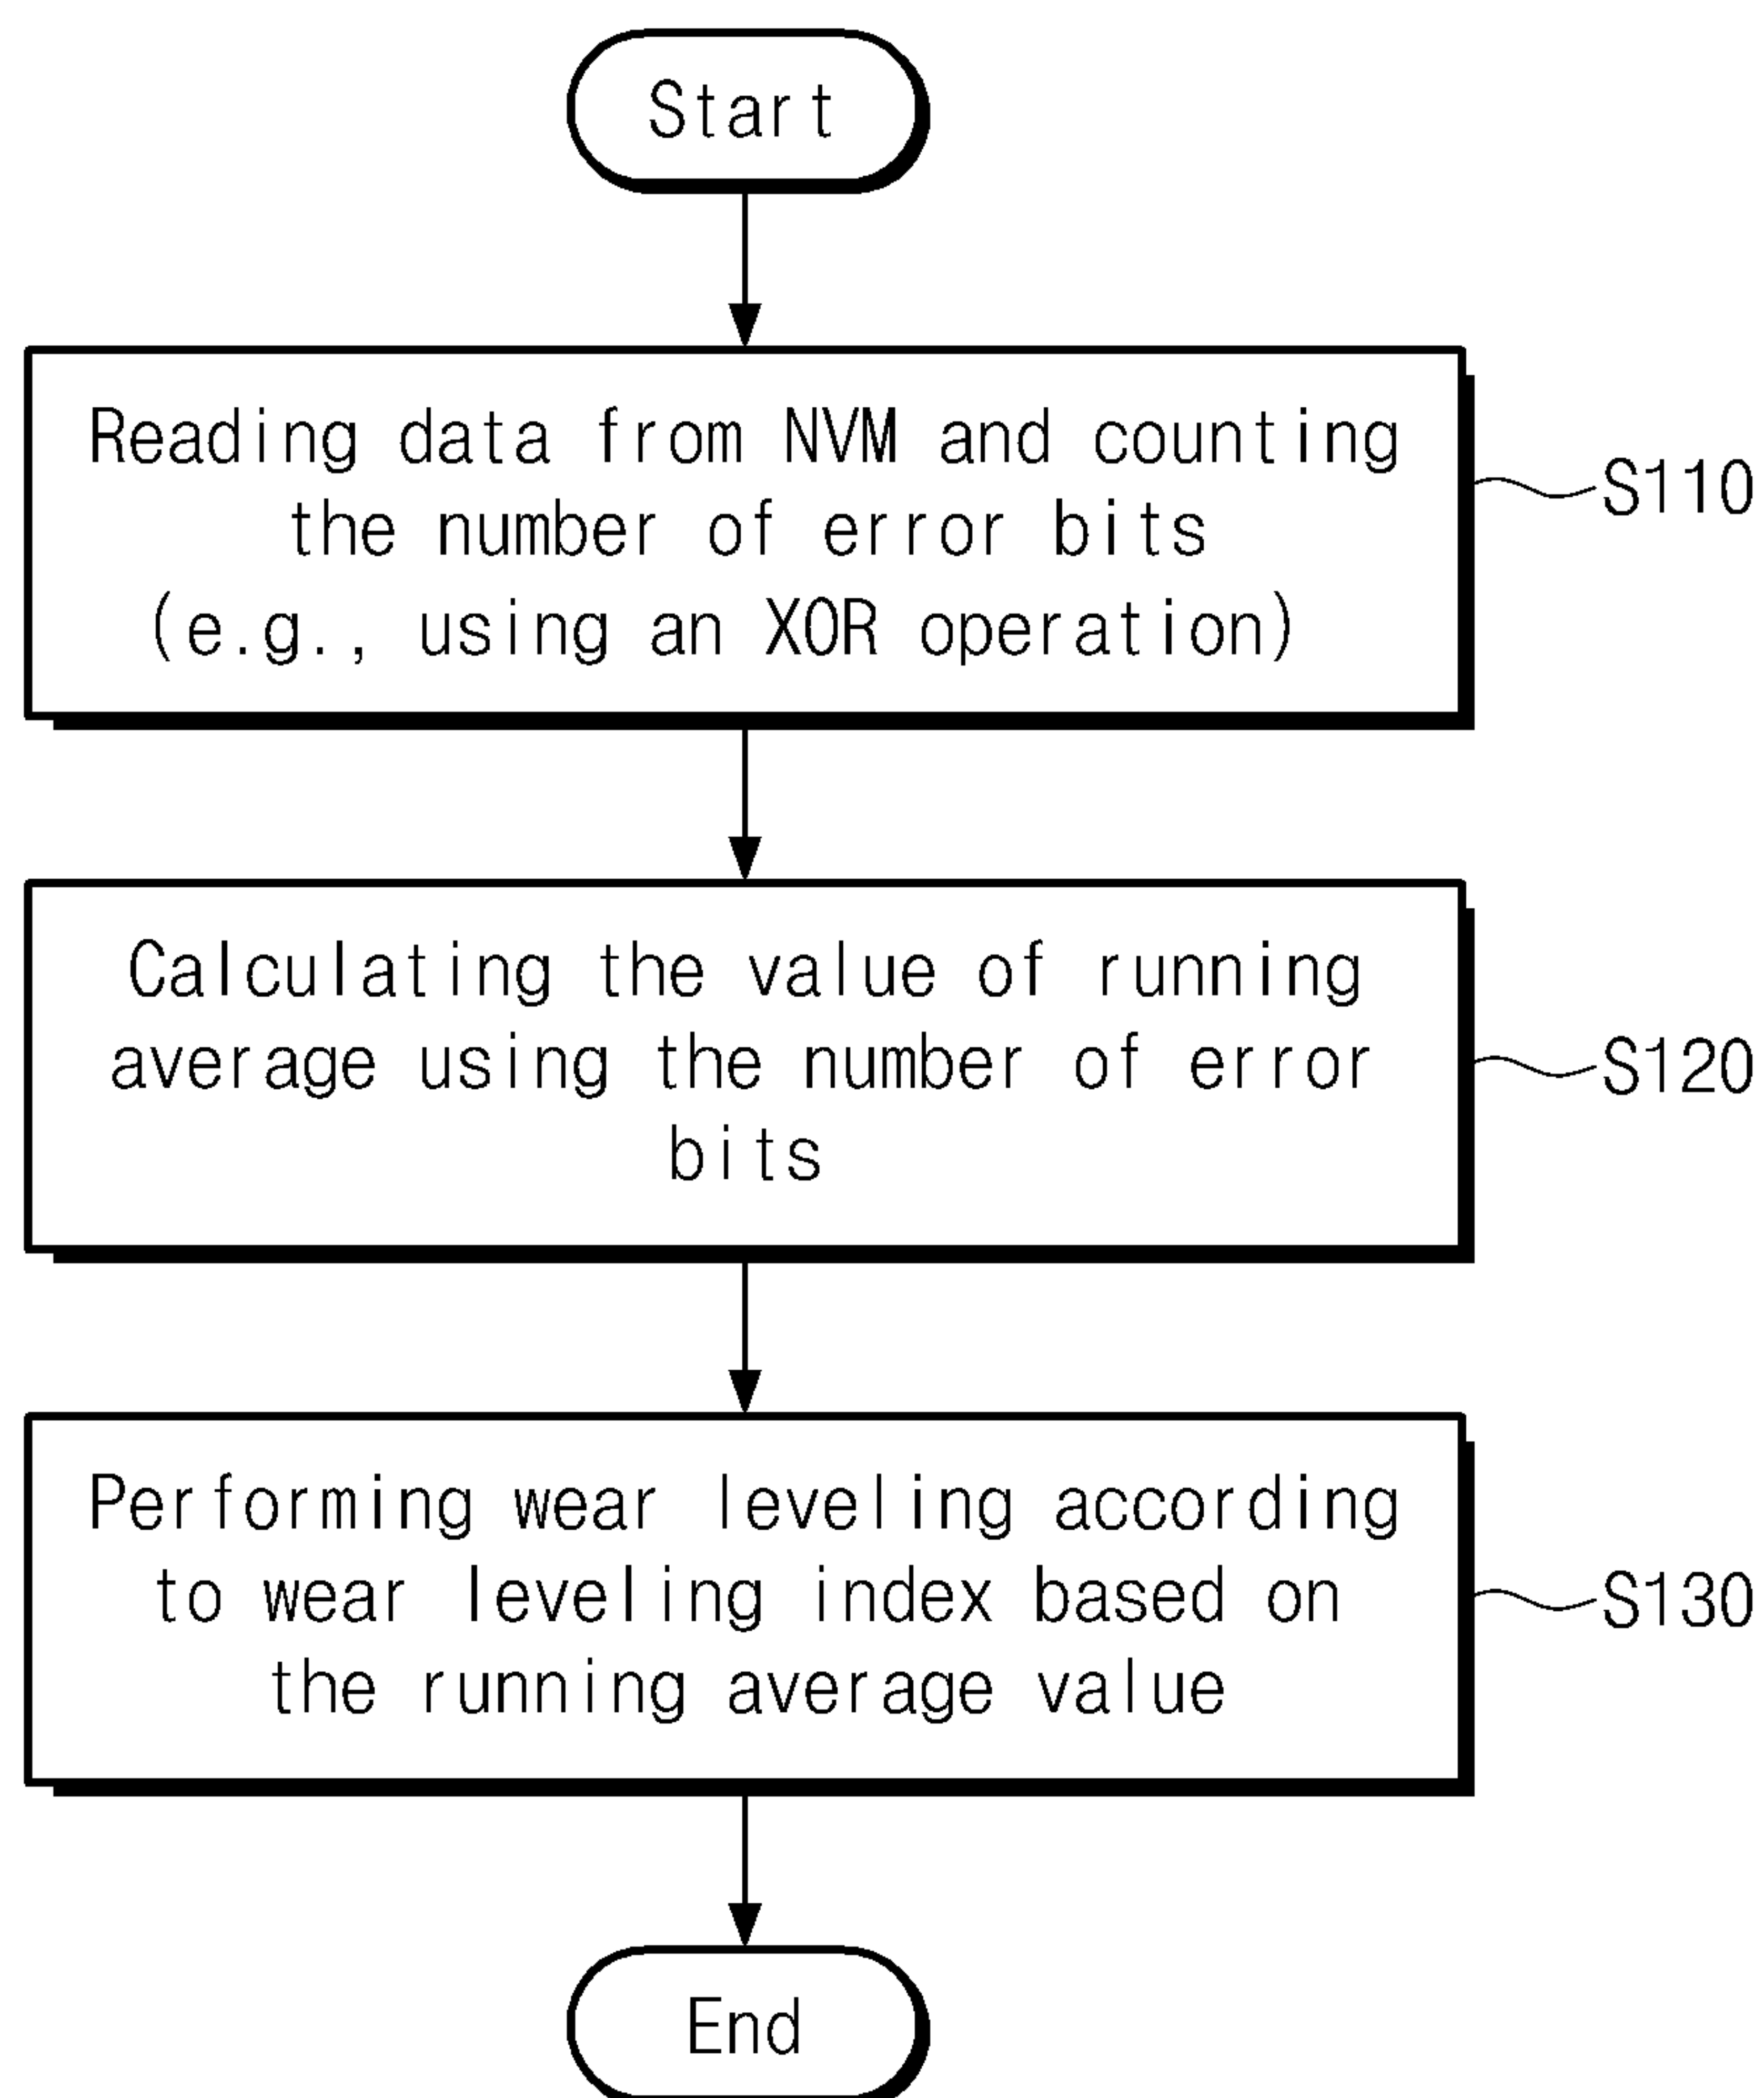 Start
Reading data from NVM and counting
the number of error bits
(e.g., using an XOR operation)
S110
Calculating the value of running
average using the number of error
bits
S120
Performing wear leveling according
to wear leveling index based on
the running average value
S130
End